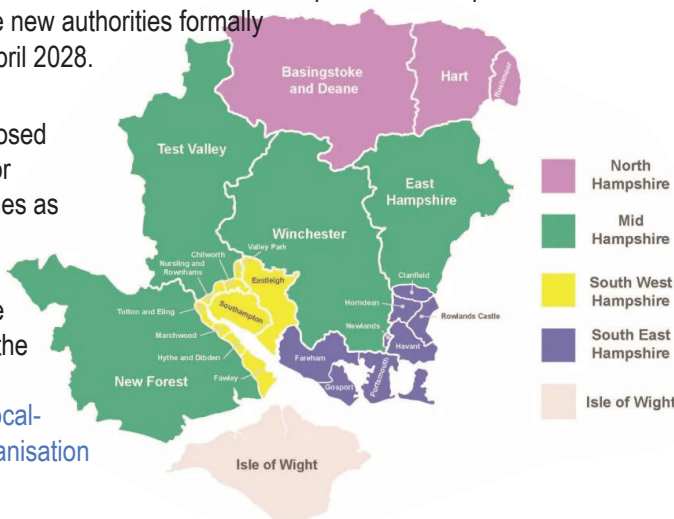 e new authorities formally
oril 2028.
osed
or
es as
e
the
ocal-
anisation
Basingstoke
and Deane
Hart
Rushmoor
Test Valley
East
Hampshire
Winchester
Valley Park
Chilworth
Nursling and
Rownhams
Eastleigh
Southampton
Totton and Eling
Marchwood
Hythe and Dibden
Fawley
New Forest
Clanfield
Horndean
Rowlands Castle
Newlands
Havant
Fareham
Gosport
Portsmouth
Isle of Wight
North
Hampshire
Mid
Hampshire
South West
Hampshire
South East
Hampshire
Isle of Wight